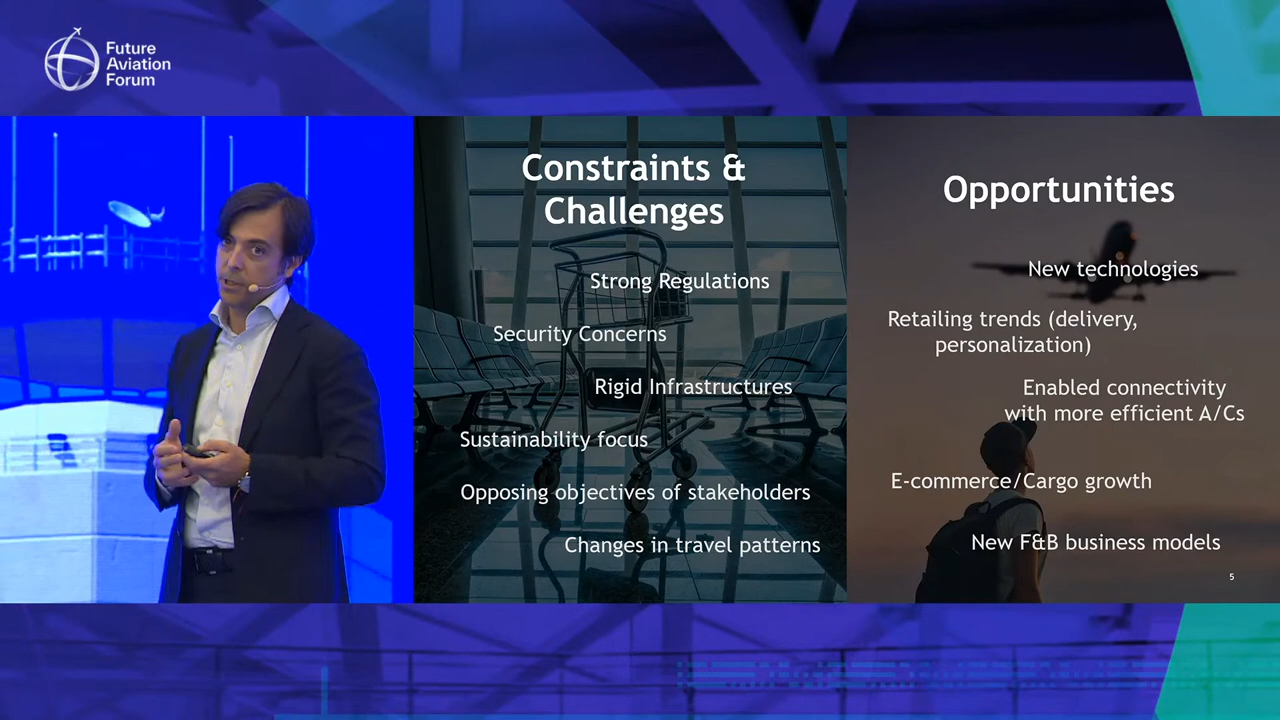 Future
Aviation
Forum
Constraints &
Challenges
Strong Regulations
Security Concerns
Rigid Infrastructures
Sustainability focus
Opposing objectives of stakeholders
Changes in travel patterns
Opportunities
New technologies
Retailing trends (delivery,
personalization)
Enabled connectivity
with more efficient A/Cs
E-commerce/Cargo growth
New F&B business models
5